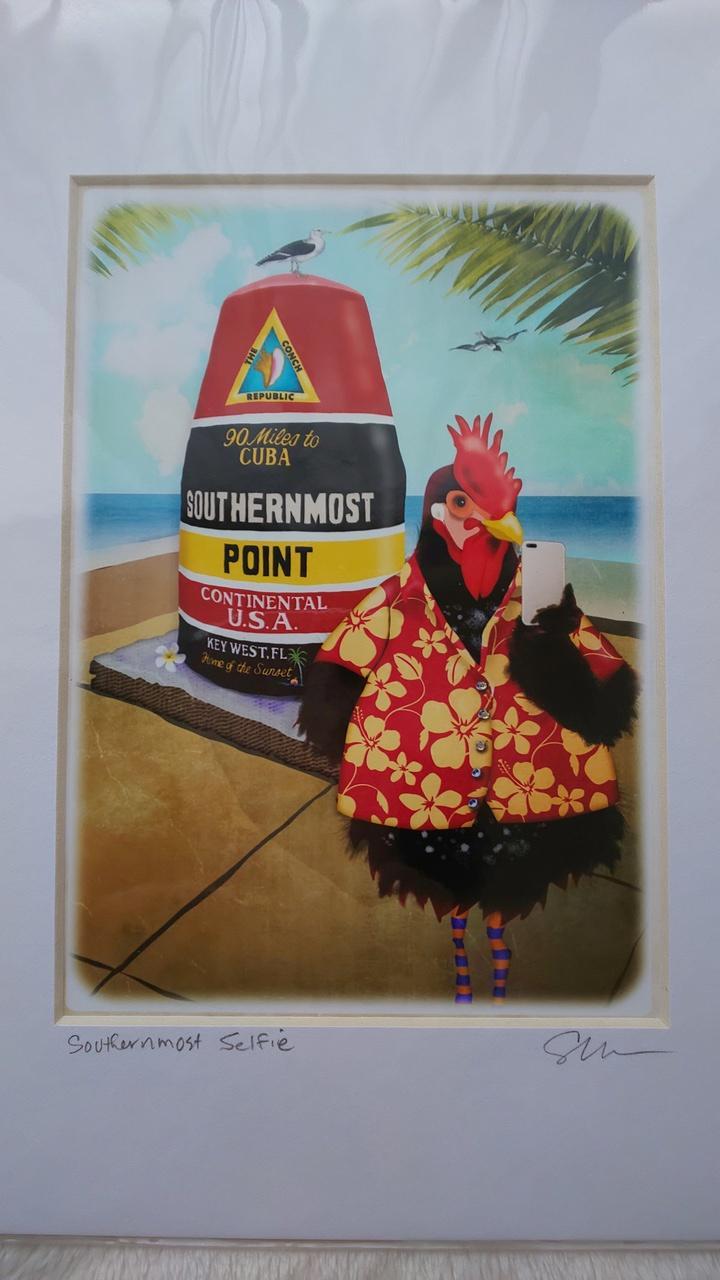 THE CONCH
REPUBLIC
90 Miles to
CUBA
SOUTHERNMOST
POINT
CONTINENTAL
U.S.A.
KEY WEST, FL
Home of the Sunset
Southernmost Selfie